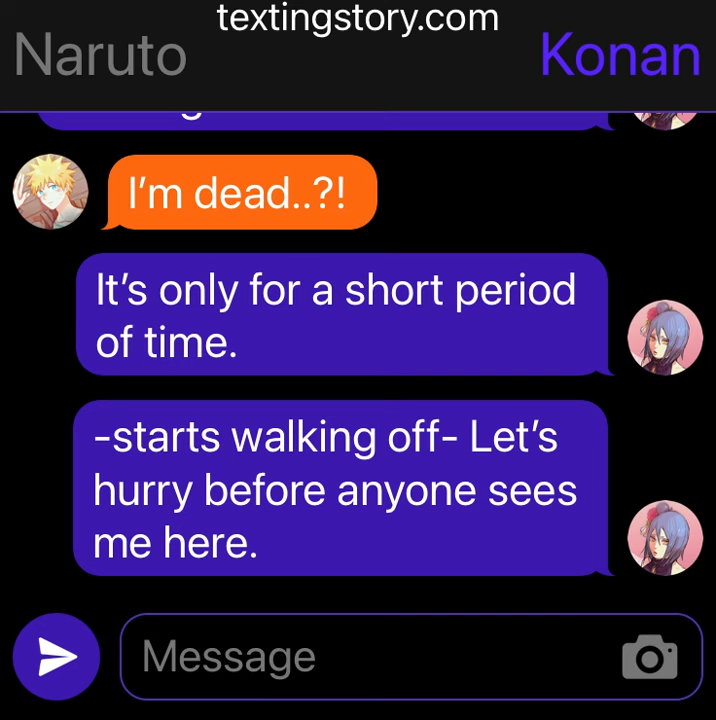 textingstory.com
Naruto
Konan
I'm dead..?!
It's only for a short period
of time.
-starts walking off- Let's
hurry before anyone sees
me here.
Message